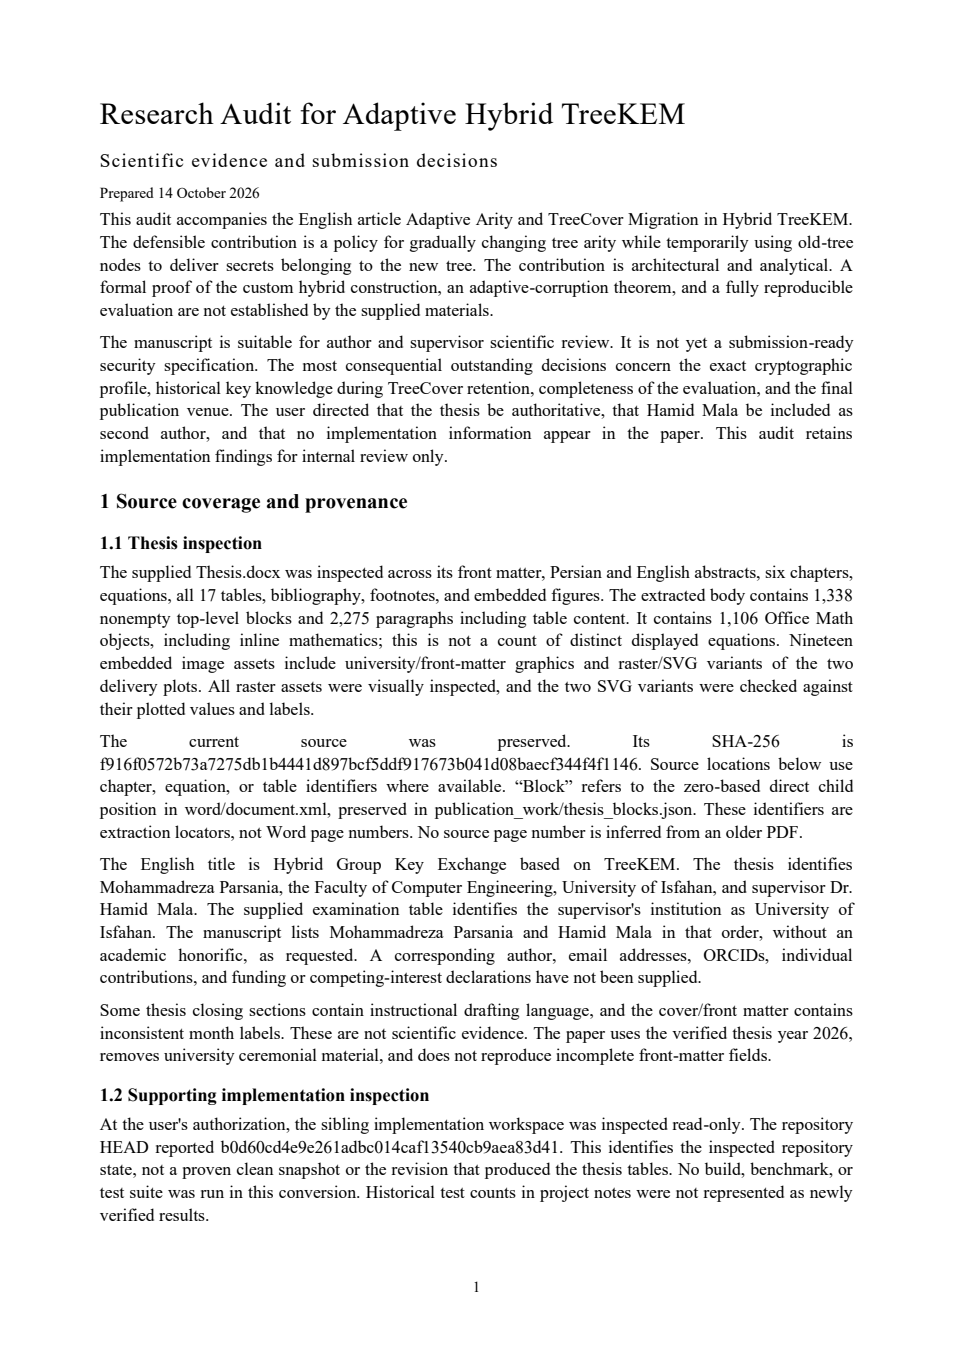 Research Audit for Adaptive Hybrid TreeKEM
Scientific evidence and submission decisions
Prepared 14 October 2026
This audit accompanies the English article Adaptive Arity and TreeCover Migration in Hybrid TreeKEM.
The defensible contribution is a policy for gradually changing tree arity while temporarily using old-tree
nodes to deliver secrets belonging to the new tree. The contribution is architectural and analytical. A
formal proof of the custom hybrid construction, an adaptive-corruption theorem, and a fully reproducible
evaluation are not established by the supplied materials.
The manuscript is suitable for author and supervisor scientific review. It is not yet a submission-ready
security specification. The most consequential outstanding decisions concern the exact cryptographic
profile, historical key knowledge during TreeCover retention, completeness of the evaluation, and the final
publication venue. The user directed that the thesis be authoritative, that Hamid Mala be included as
second author, and that no implementation information appear in the paper. This audit retains
implementation findings for internal review only.
1 Source coverage and provenance
1.1 Thesis inspection
The supplied Thesis.docx was inspected across its front matter, Persian and English abstracts, six chapters,
equations, all 17 tables, bibliography, footnotes, and embedded figures. The extracted body contains 1,338
nonempty top-level blocks and 2,275 paragraphs including table content. It contains 1,106 Office Math
objects, including inline mathematics; this is not a count of distinct displayed equations. Nineteen
embedded image assets include university/front-matter graphics and raster/SVG variants of the two
delivery plots. All raster assets were visually inspected, and the two SVG variants were checked against
their plotted values and labels.
The current source was preserved. Its SHA-256 is
f916f0572b73a7275db1b4441d897bcf5ddf917673b041d08baecf344f4f1146. Source locations below use
chapter, equation, or table identifiers where available. “Block” refers to the zero-based direct child
position in word/document.xml, preserved in publication_work/thesis_blocks.json. These identifiers are
extraction locators, not Word page numbers. No source page number is inferred from an older PDF.
The English title is Hybrid Group Key Exchange based on TreeKEM. The thesis identifies
Mohammadreza Parsania, the Faculty of Computer Engineering, University of Isfahan, and supervisor Dr.
Hamid Mala. The supplied examination table identifies the supervisor's institution as University of
Isfahan. The manuscript lists Mohammadreza Parsania and Hamid Mala in that order, without an
academic honorific, as requested. A corresponding author, email addresses, ORCIDs, individual
contributions, and funding or competing-interest declarations have not been supplied.
Some thesis closing sections contain instructional drafting language, and the cover/front matter contains
inconsistent month labels. These are not scientific evidence. The paper uses the verified thesis year 2026,
removes university ceremonial material, and does not reproduce incomplete front-matter fields.
1.2 Supporting implementation inspection
At the user's authorization, the sibling implementation workspace was inspected read-only. The repository
HEAD reported b0d60cd4e9e261adbc014caf13540cb9aea83d41. This identifies the inspected repository
state, not a proven clean snapshot or the revision that produced the thesis tables. No build, benchmark, or
test suite was run in this conversion. Historical test counts in project notes were not represented as newly
verified results.
1